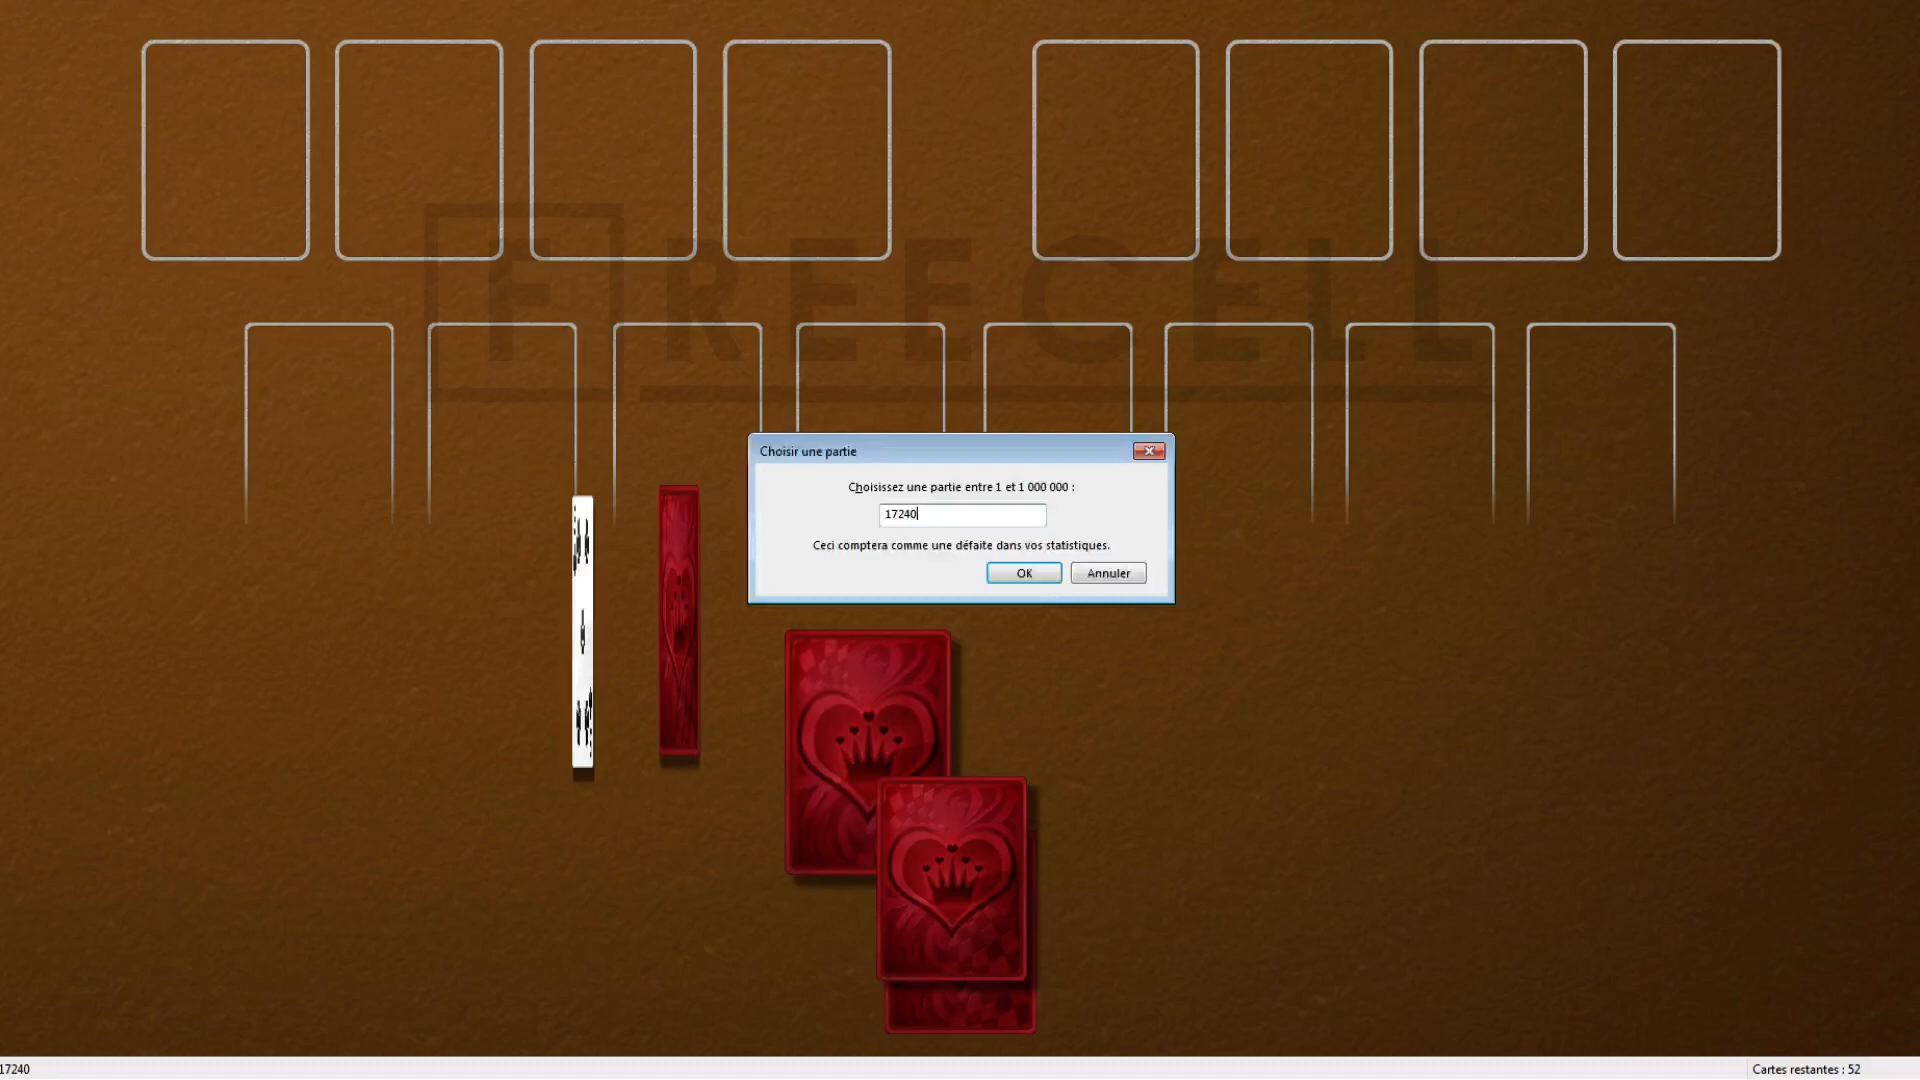 FREECELL
Choisir une partie
Choisissez une partie entre 1 et 1 000 000 :
17240
Ceci comptera comme une défaite dans vos statistiques.
OK
Annuler
17240
Cartes restantes : 52